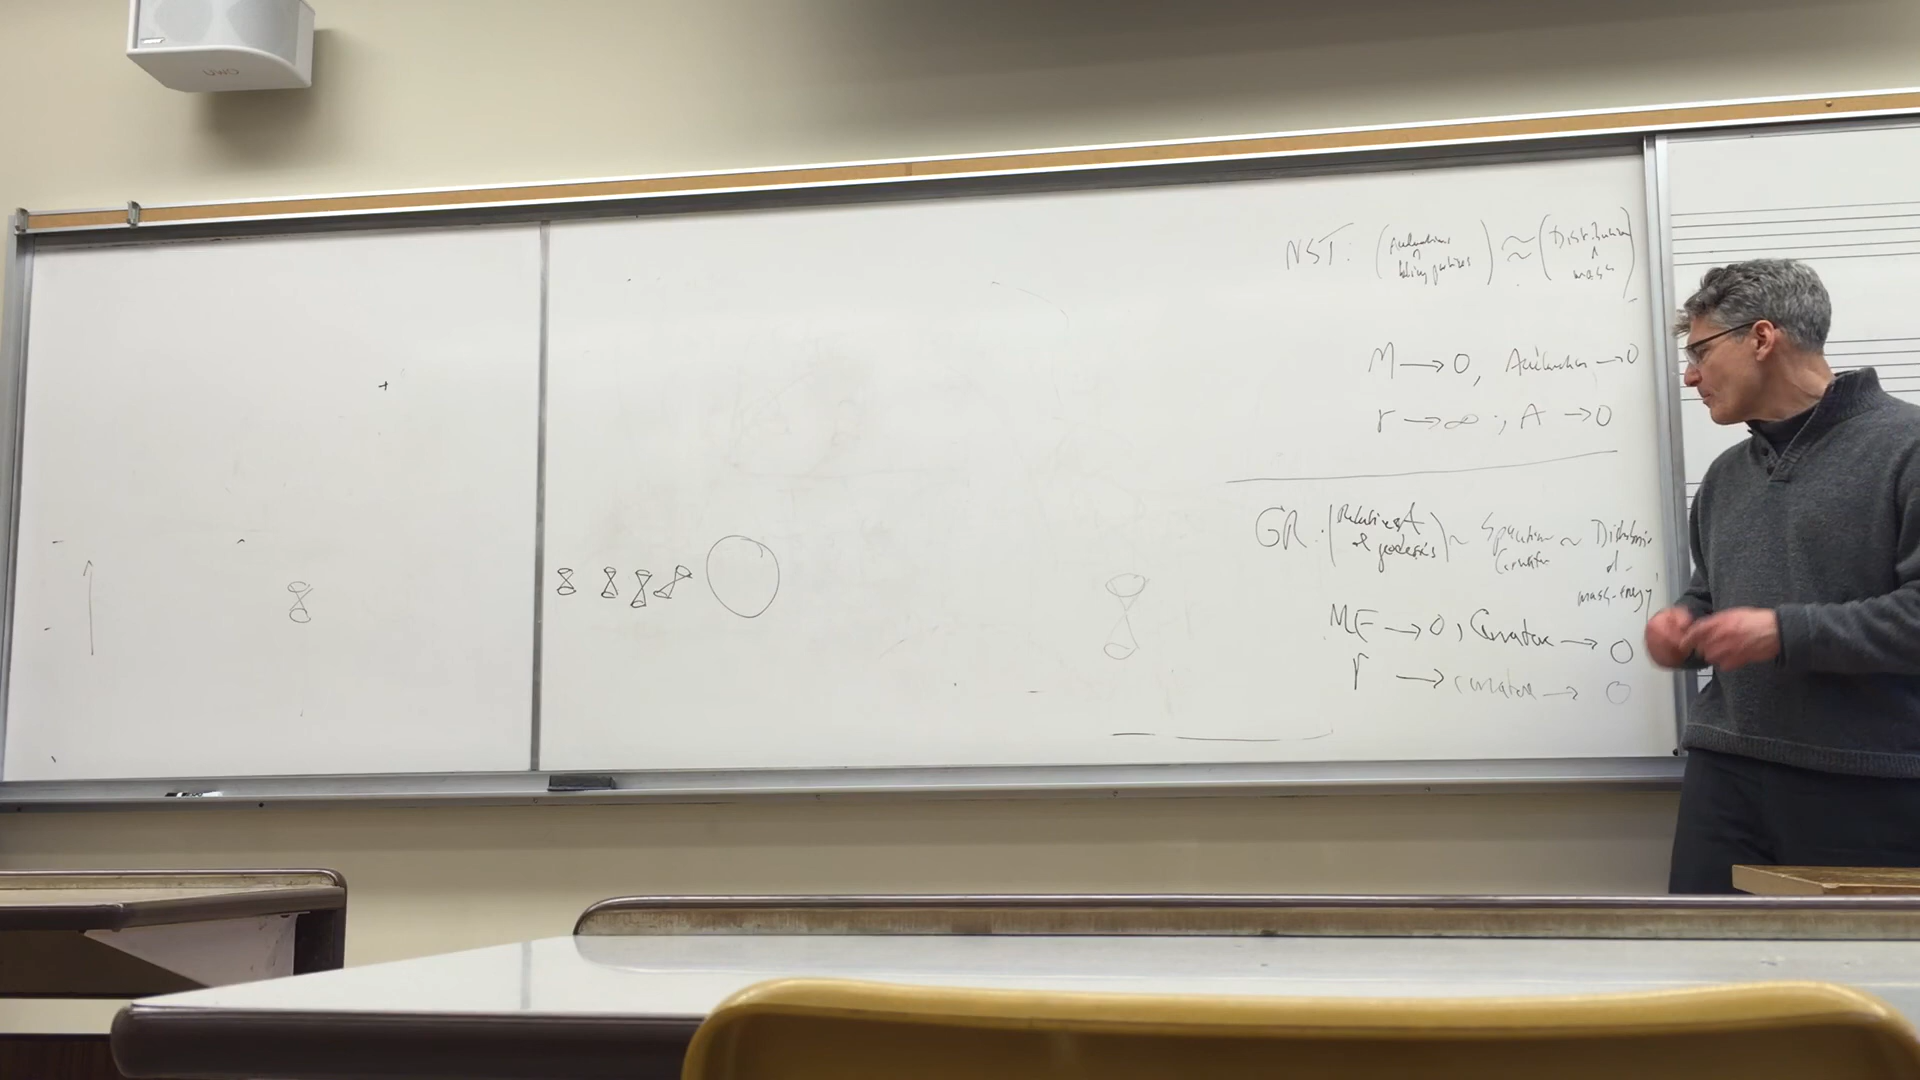 NST: (Accelerations of falling particles) ≈ (Distribution of mass)
M → 0, Acceleration → 0
r → ∞, A → 0
GR: (Relative A of geodesics) ~ Spacetime Curvature ~ Distribution of mass-energy
ME → 0, Curvature → 0
r → curvature → 0